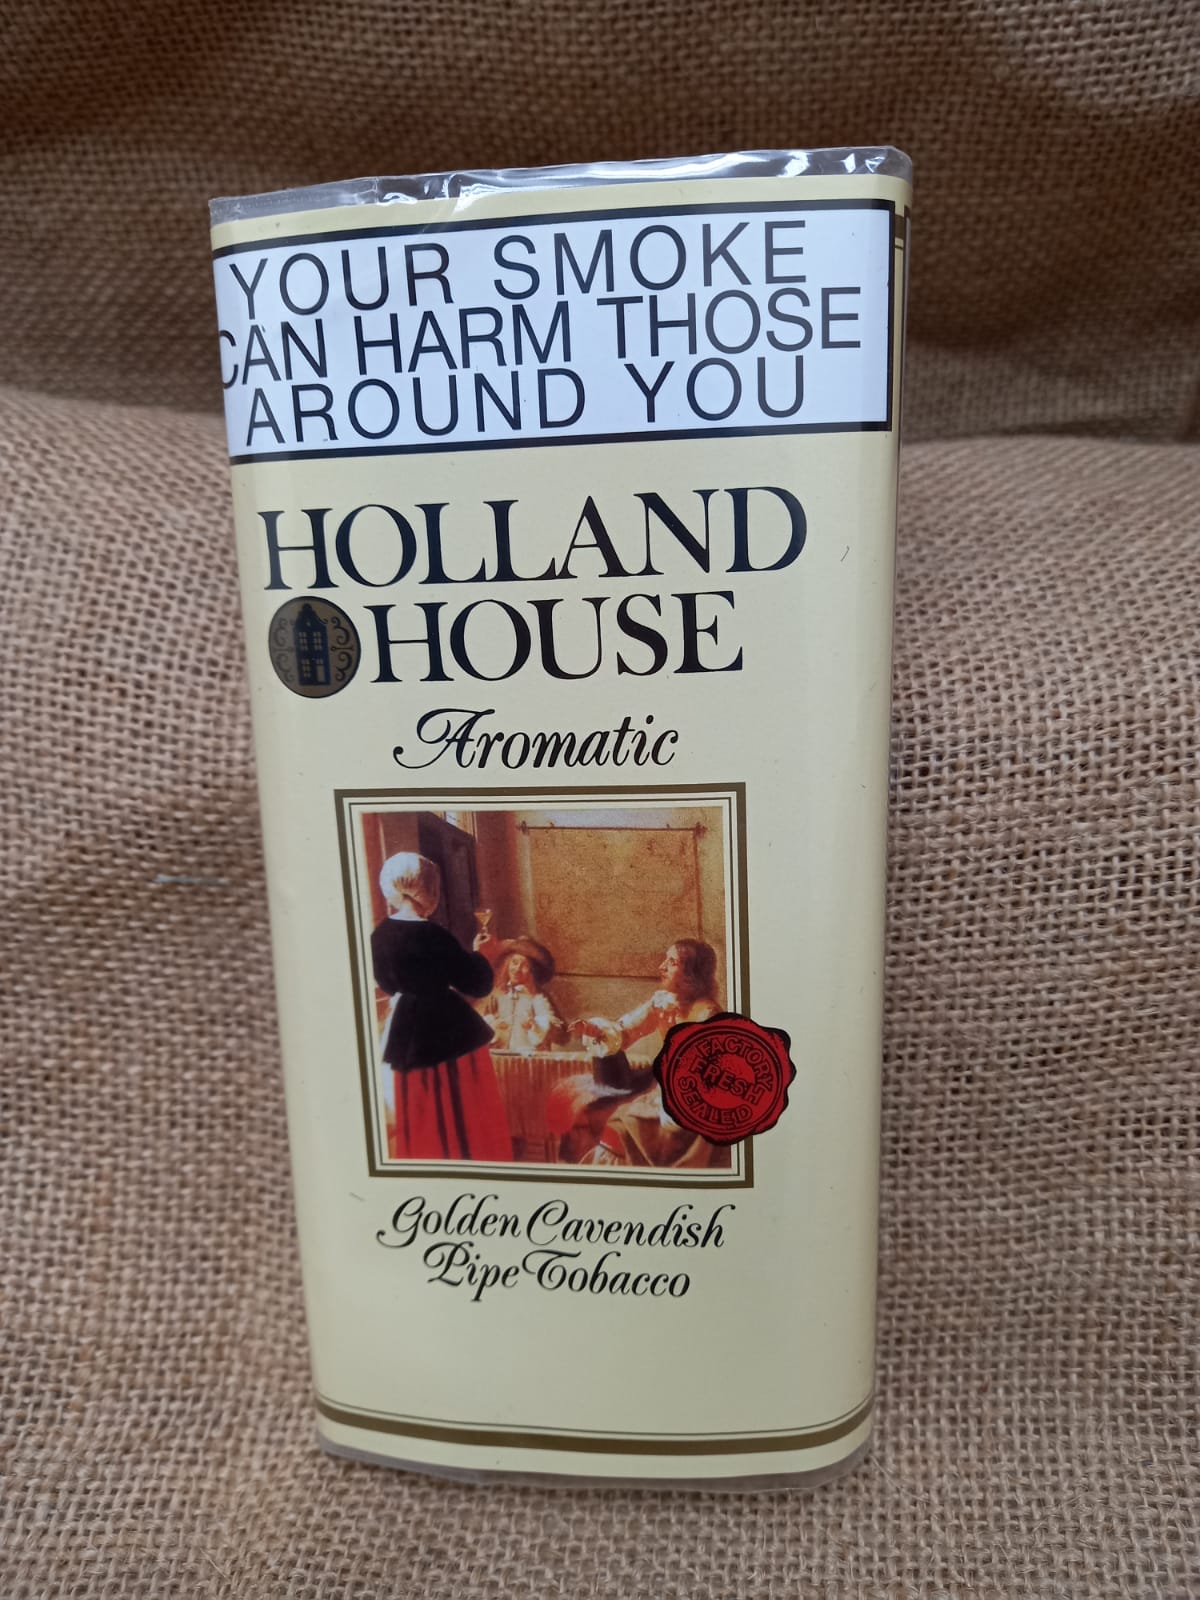 YOUR SMOKE
CAN HARM THOSE
AROUND YOU
HOLLAND
HOUSE
Aromatic
FACTORY
FRESH
SEALED
Golden Cavendish
Pipe Tobacco